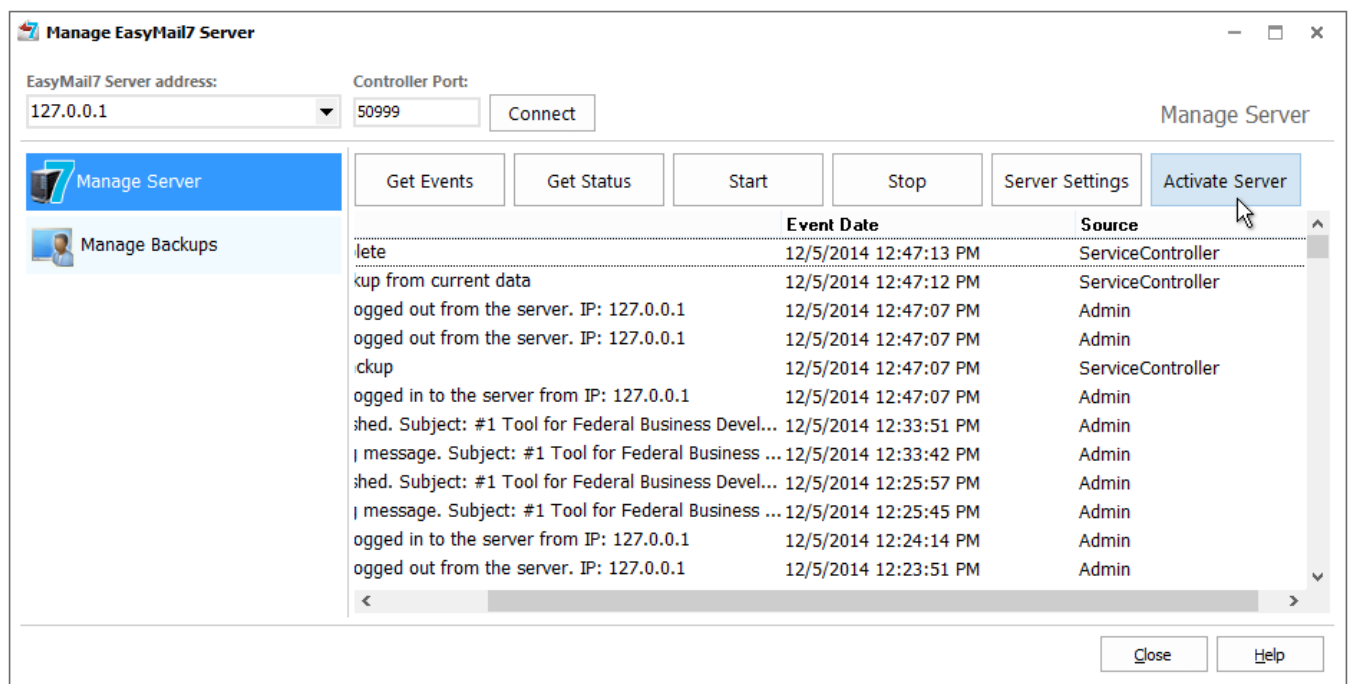 Manage EasyMail7 Server
EasyMail7 Server address: Controller Port:
127.0.0.1 50999 Connect Manage Server
7 Manage Server Get Events Get Status Start Stop Server Settings Activate Server
Manage Backups
Event Date Source
lete 12/5/2014 12:47:13 PM ServiceController
kup from current data 12/5/2014 12:47:12 PM ServiceController
ogged out from the server. IP: 127.0.0.1 12/5/2014 12:47:07 PM Admin
ogged out from the server. IP: 127.0.0.1 12/5/2014 12:47:07 PM Admin
ckup 12/5/2014 12:47:07 PM ServiceController
ogged in to the server from IP: 127.0.0.1 12/5/2014 12:47:07 PM Admin
shed. Subject: #1 Tool for Federal Business Devel... 12/5/2014 12:33:51 PM Admin
message. Subject: #1 Tool for Federal Business ... 12/5/2014 12:33:42 PM Admin
shed. Subject: #1 Tool for Federal Business Devel... 12/5/2014 12:25:57 PM Admin
message. Subject: #1 Tool for Federal Business ... 12/5/2014 12:25:45 PM Admin
ogged in to the server from IP: 127.0.0.1 12/5/2014 12:24:14 PM Admin
ogged out from the server. IP: 127.0.0.1 12/5/2014 12:23:51 PM Admin
Close Help